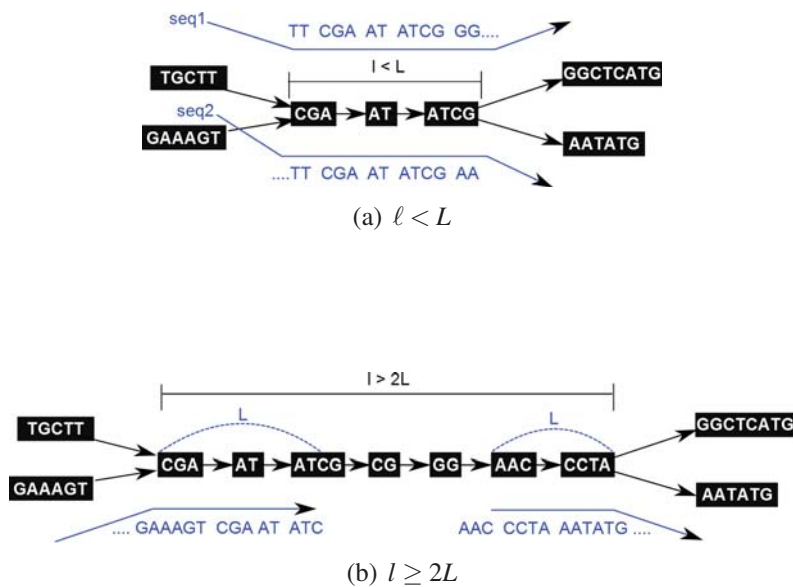 seq1
TT CGA AT ATCG GG....
l < L
TGCTT
GGCTCATG
CGA AT ATCG
seq2
GAAAGT
AATATG
....TT CGA AT ATCG AA
(a) ℓ < L
l > 2L
L L
TGCTT
GGCTCATG
CGA AT ATCG CG GG AAC CCTA
GAAAGT
AATATG
.... GAAAGT CGA AT ATC
AAC CCTA AATATG ....
(b) l ≥ 2L